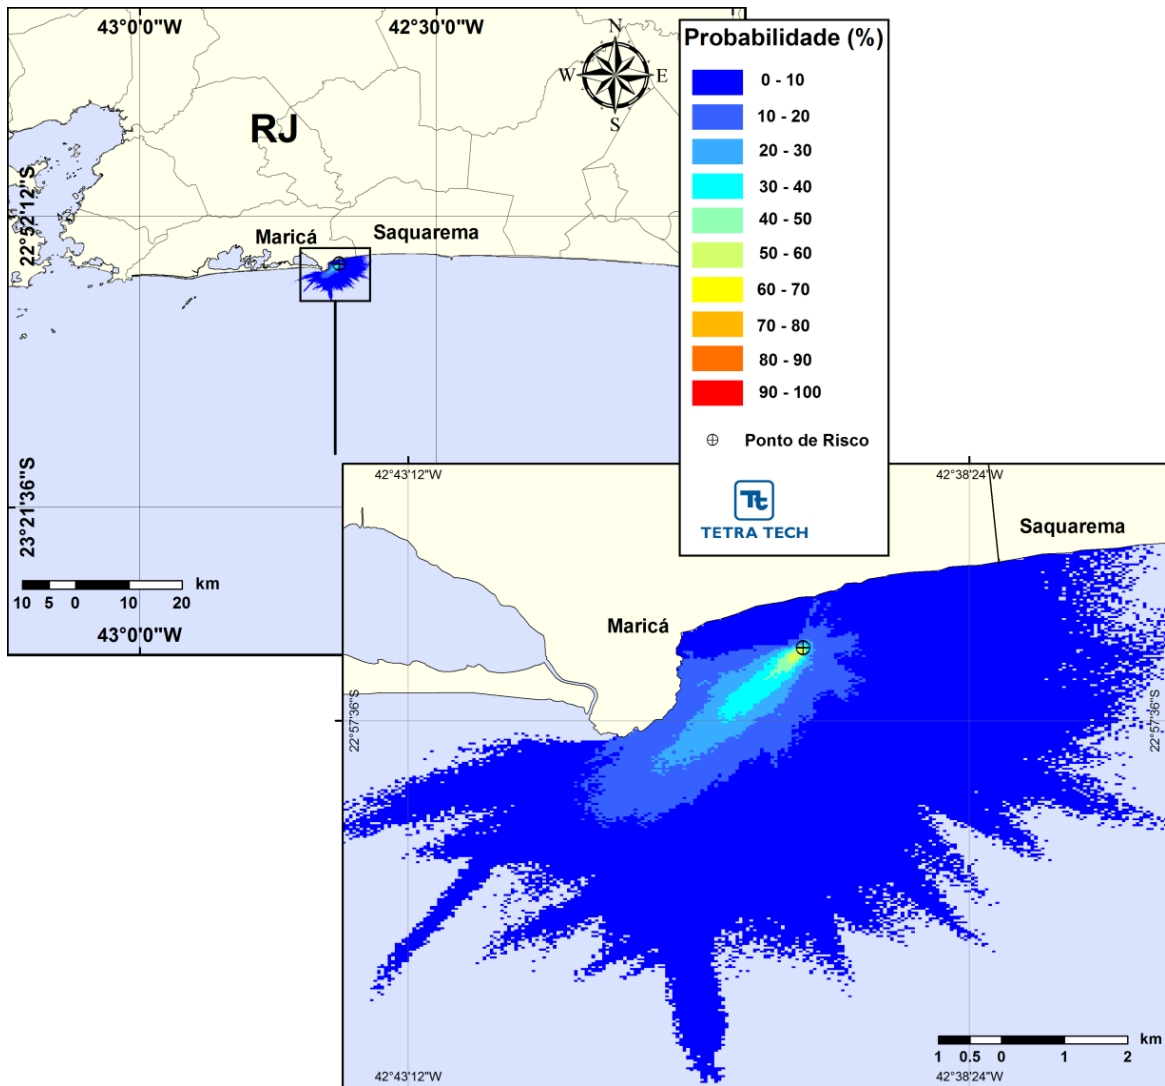 43°0'0"W
42°30'0"W
N
W
E
S
RJ
22°52'12"S
Maricá
Saquarema
23°21'36"S
km
10 5 0 10 20
43°0'0"W
Probabilidade (%)
0 - 10
10 - 20
20 - 30
30 - 40
40 - 50
50 - 60
60 - 70
70 - 80
80 - 90
90 - 100
Ponto de Risco
Tt
TETRA TECH
42°43'12"W
42°38'24"W
Saquarema
Maricá
22°57'36"S
22°57'36"S
km
1 0.5 0 1 2
42°43'12"W
42°38'24"W